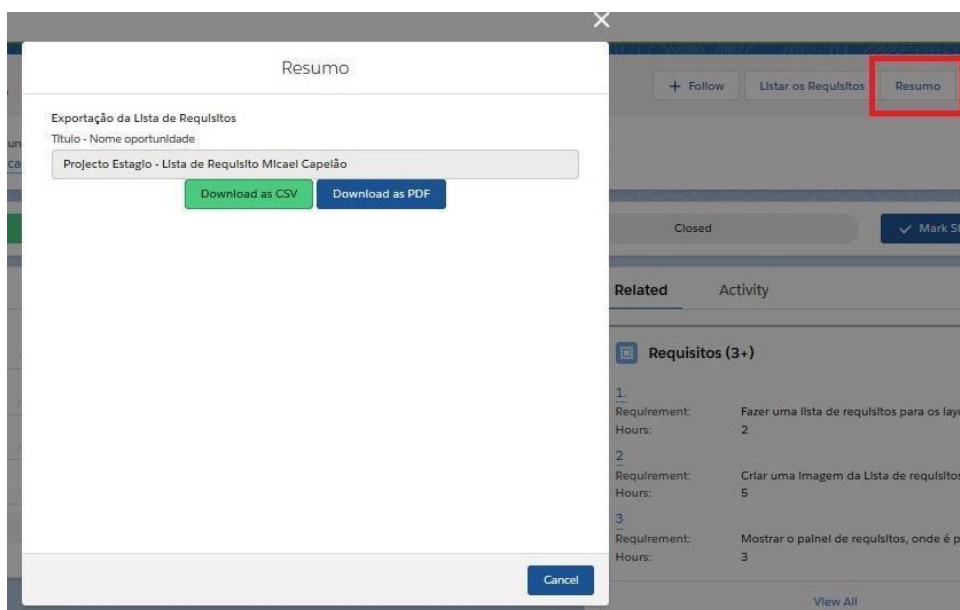 Resumo
Exportação da Lista de Requisitos
Título - Nome oportunidade
Projecto Estagio - Lista de Requisito Micael Capelão
Download as CSV
Download as PDF
Cancel
+ Follow
Listar os Requisitos
Resumo
Closed
Mark
Related
Activity
Requisitos (3+)
1.
Requirement: Fazer uma lista de requisitos para os
Hours: 2
2
Requirement: Criar uma Imagem da Lista de requisitos
Hours: 5
3
Requirement: Mostrar o painel de requisitos, onde é
Hours: 3
View All